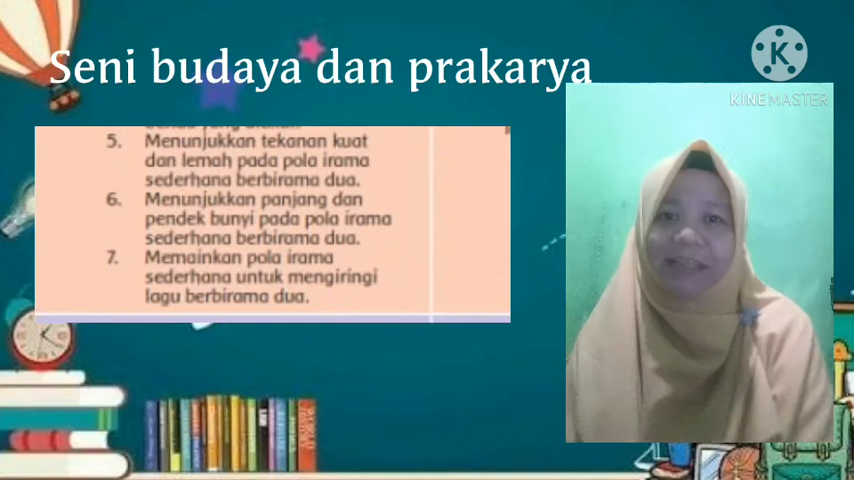 Seni budaya dan prakarya
K
KINEMASTER
5. Menunjukkan tekanan kuat
dan lemah pada pola irama
sederhana berbirama dua.
6. Menunjukkan panjang dan
pendek bunyi pada pola irama
sederhana berbirama dua.
7. Memainkan pola irama
sederhana untuk mengiringi
lagu berbirama dua.